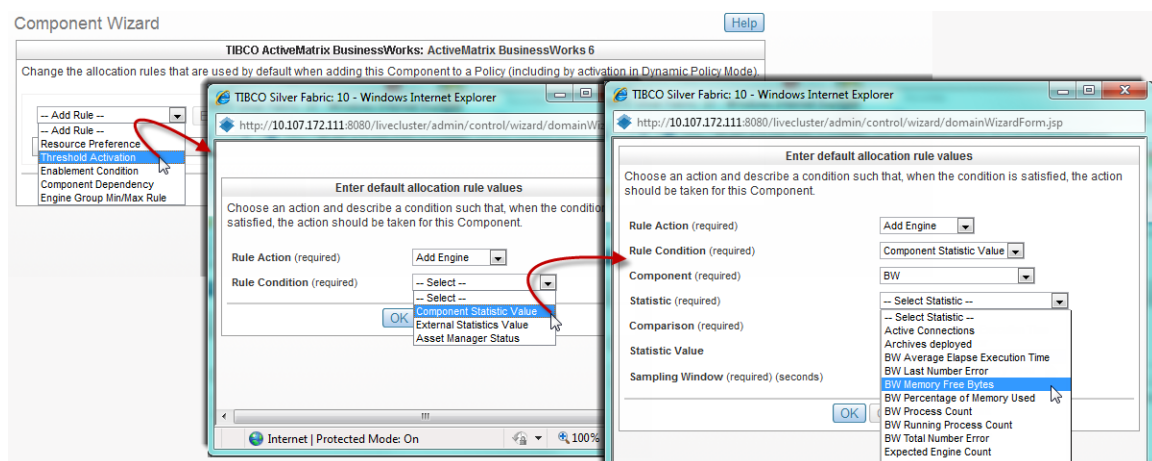 Component Wizard
Help
TIBCO ActiveMatrix BusinessWorks: ActiveMatrix BusinessWorks 6
Change the allocation rules that are used by default when adding this Component to a Policy (including by activation in Dynamic Policy Mode).
-- Add Rule --
-- Add Rule --
Resource Preference
Threshold Activation
Enablement Condition
Component Dependency
Engine Group Min/Max Rule
TIBCO Silver Fabric: 10 - Windows Internet Explorer
http://10.107.172.111:8080/livecluster/admin/control/wizard/domainWi
Enter default allocation rule values
Choose an action and describe a condition such that, when the condition
satisfied, the action should be taken for this Component.
Rule Action (required)
Add Engine
Rule Condition (required)
-- Select --
-- Select --
Component Statistic Value
External Statistics Value
Asset Manager Status
OK
Internet | Protected Mode: On
100%
TIBCO Silver Fabric: 10 - Windows Internet Explorer
http://10.107.172.111:8080/livecluster/admin/control/wizard/domainWizardForm.jsp
Enter default allocation rule values
Choose an action and describe a condition such that, when the condition is satisfied, the action
should be taken for this Component.
Rule Action (required)
Add Engine
Rule Condition (required)
Component Statistic Value
Component (required)
BW
Statistic (required)
-- Select Statistic --
-- Select Statistic --
Active Connections
Archives deployed
BW Average Elapse Execution Time
BW Last Number Error
BW Memory Free Bytes
BW Percentage of Memory Used
BW Process Count
BW Running Process Count
BW Total Number Error
Expected Engine Count
Comparison (required)
Statistic Value
Sampling Window (required) (seconds)
OK